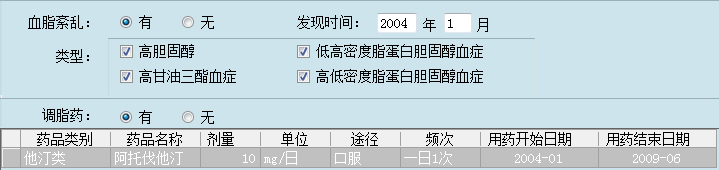 血脂紊乱： 有 无 发现时间： 2004 年 1 月
类型： 高胆固醇 低高密度脂蛋白胆固醇血症
高甘油三酯血症 高低密度脂蛋白胆固醇血症
调脂药： 有 无
药品类别 药品名称 剂量 单位 途径 频次 用药开始日期 用药结束日期
他汀类 阿托伐他汀 10 mg/日 口服 一日1次 2004-01 2009-06